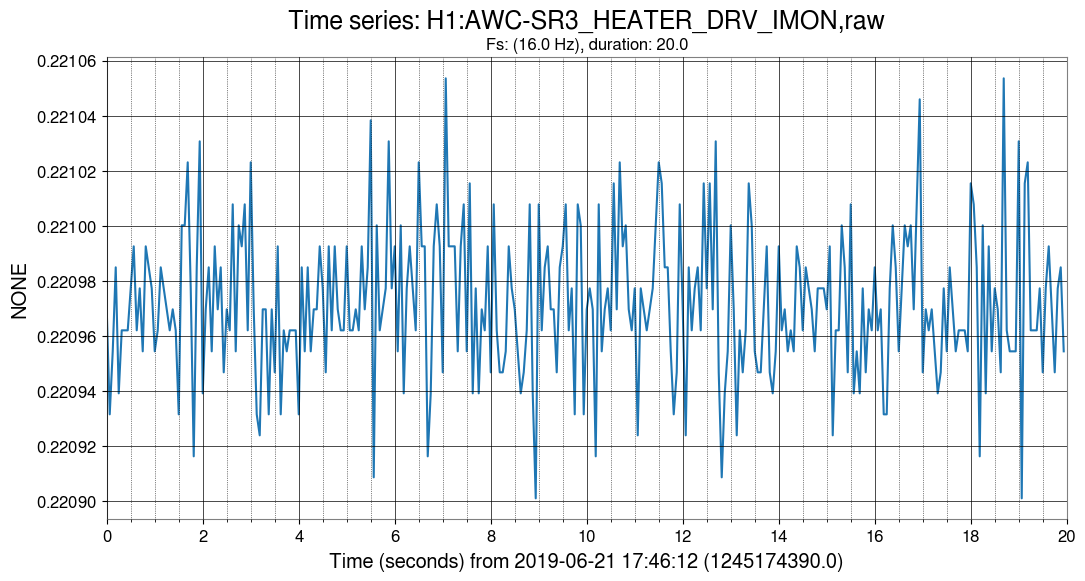 Time series: H1:AWC-SR3_HEATER_DRV_IMON,raw
Fs: (16.0 Hz), duration: 20.0
0.22106
0.22104
0.22102
0.22100
0.22098
0.22096
0.22094
0.22092
0.22090
NONE
0 2 4 6 8 10 12 14 16 18 20
Time (seconds) from 2019-06-21 17:46:12 (1245174390.0)